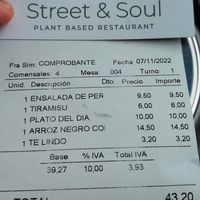 Street & Soul
PLANT BASED RESTAURANT
Fra Sim: COMPROBANTE Fecha 07/11/2022
Comensales 4 Mesa 004 Turno 1
Unid Descripción Dto. Precio Importe
1 ENSALADA DE PER 9,50 9,50
1 TIRAMISU 6,00 6,00
1 PLATO DEL DIA 10,00 10,00
1 ARROZ NEGRO CO 14,50 14,50
1 TE LINDO 3,20 3,20
Base % IVA Total IVA
39,27 10,00 3,93
TOTAL 43,20